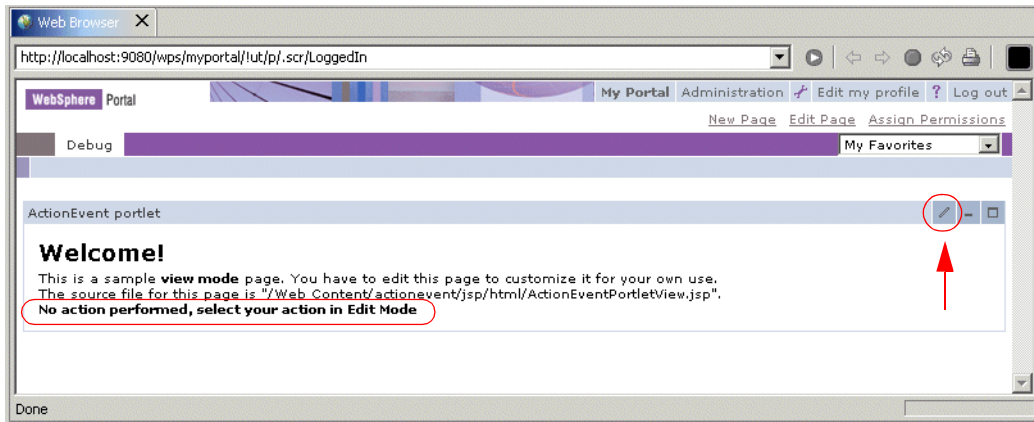 Web Browser
http://localhost:9080/wps/myportal/!ut/p/.scr/LoggedIn
WebSphere Portal My Portal Administration Edit my profile ? Log out
New Page Edit Page Assign Permissions
Debug My Favorites
ActionEvent portlet
Welcome!
This is a sample view mode page. You have to edit this page to customize it for your own use.
The source file for this page is "/Web Content/actionevent/jsp/html/ActionEventPortletView.jsp".
No action performed, select your action in Edit Mode
Done